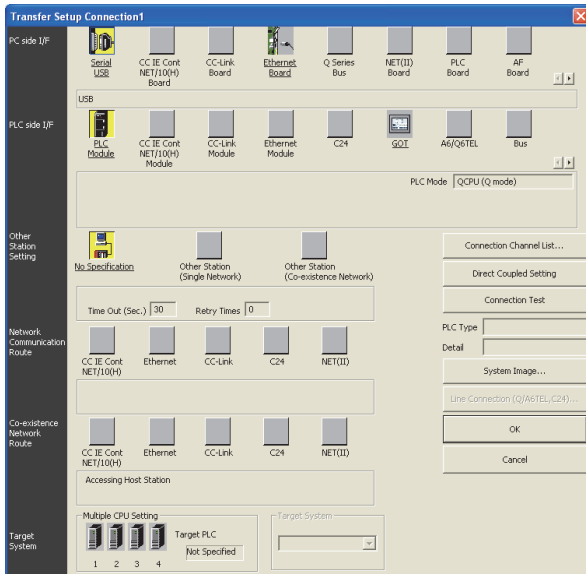 Transfer Setup Connection1
PC side I/F
Serial USB
CC IE Cont NET/10(H) Board
CC-Link Board
Ethernet Board
Q Series Bus
NET(II) Board
PLC Board
AF Board
USB
PLC side I/F
PLC Module
CC IE Cont NET/10(H) Module
CC-Link Module
Ethernet Module
C24
GOT
A6/Q6TEL
Bus
PLC Mode QCPU (Q mode)
Other Station Setting
No Specification
Other Station (Single Network)
Other Station (Co-existence Network)
Time Out (Sec.) 30 Retry Times 0
Connection Channel List...
Direct Coupled Setting
Connection Test
PLC Type
Detail
System Image...
Line Connection (Q/A6TEL,C24)...
OK
Cancel
Network Communication Route
CC IE Cont NET/10(H)
Ethernet
CC-Link
C24
NET(II)
Co-existence Network Route
CC IE Cont NET/10(H)
Ethernet
CC-Link
C24
NET(II)
Accessing Host Station
Target System
Multiple CPU Setting
1 2 3 4
Target PLC
Not Specified
Target System